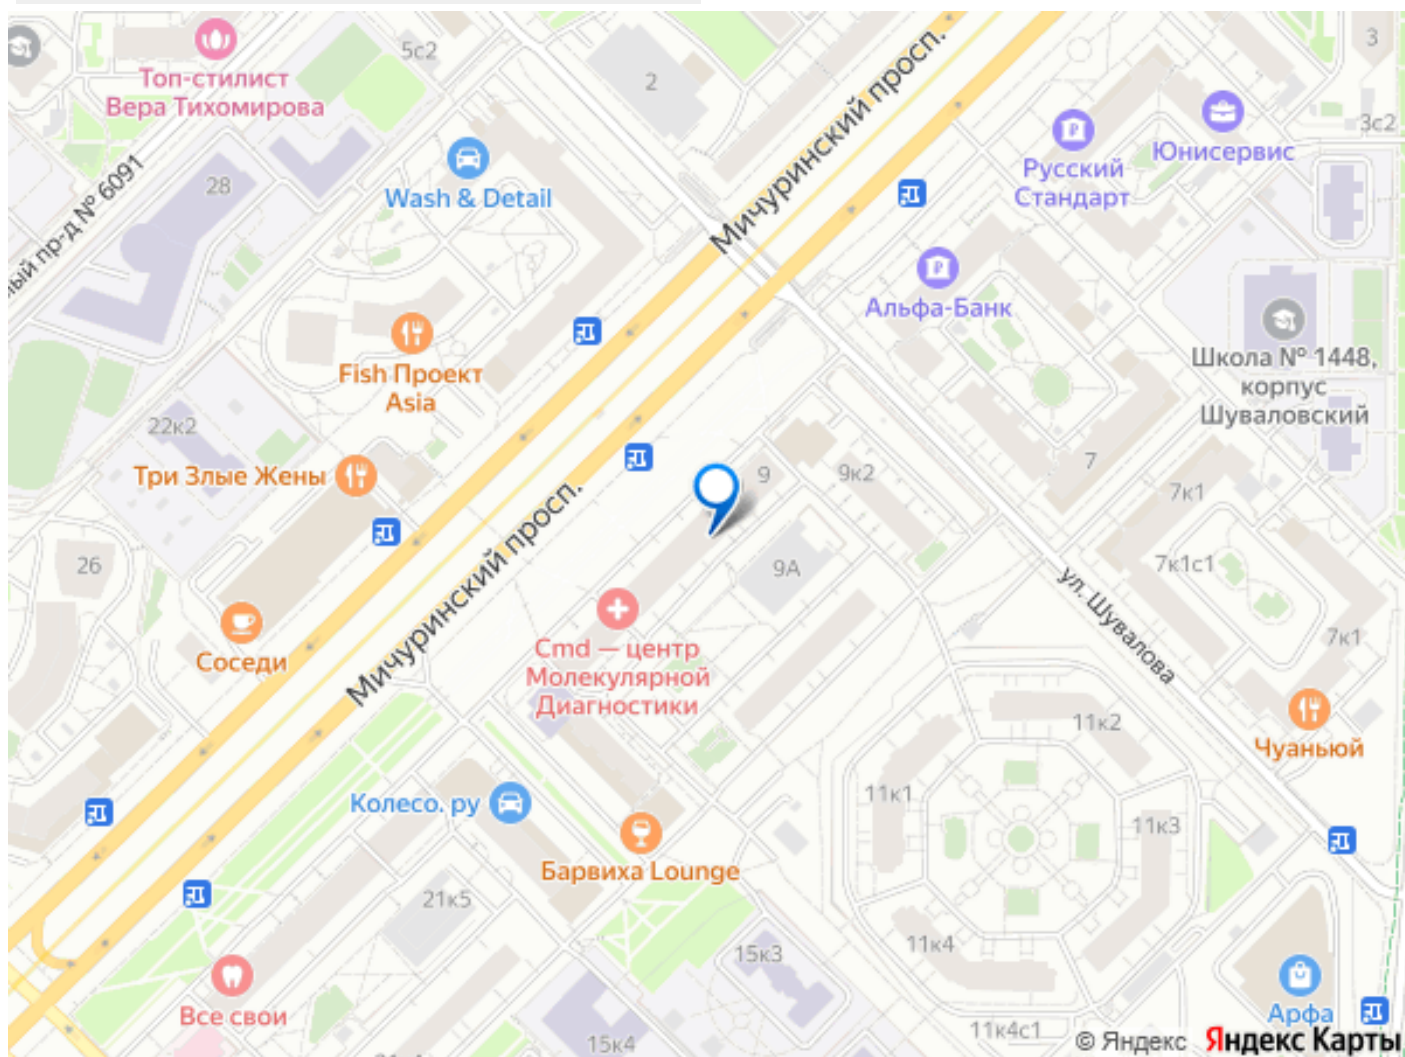 5с2
Топ-стилист
Вера Тихомирова
2
Мичуринский просп.
3
3с2
Юнисервис
Русский
Стандарт
ый пр-д № 6091
28
Wash & Detail
Альфа-Банк
Школа № 1448,
корпус
Шуваловский
Fish Проект
Asia
22к2
Три Злые Жены
9
9к2
7
7к1
Мичуринский просп.
26
9А
7к1с1
ул. Шувалова
Соседи
Cmd — центр
Молекулярной
Диагностики
7к1
11к2
Чуаньюй
Колесо. ру
11к1
11к3
Барвиха Lounge
21к5
11к4
15к3
Все свои
Арфа
15к4
11к4с1
© Яндекс Яндекс Карты